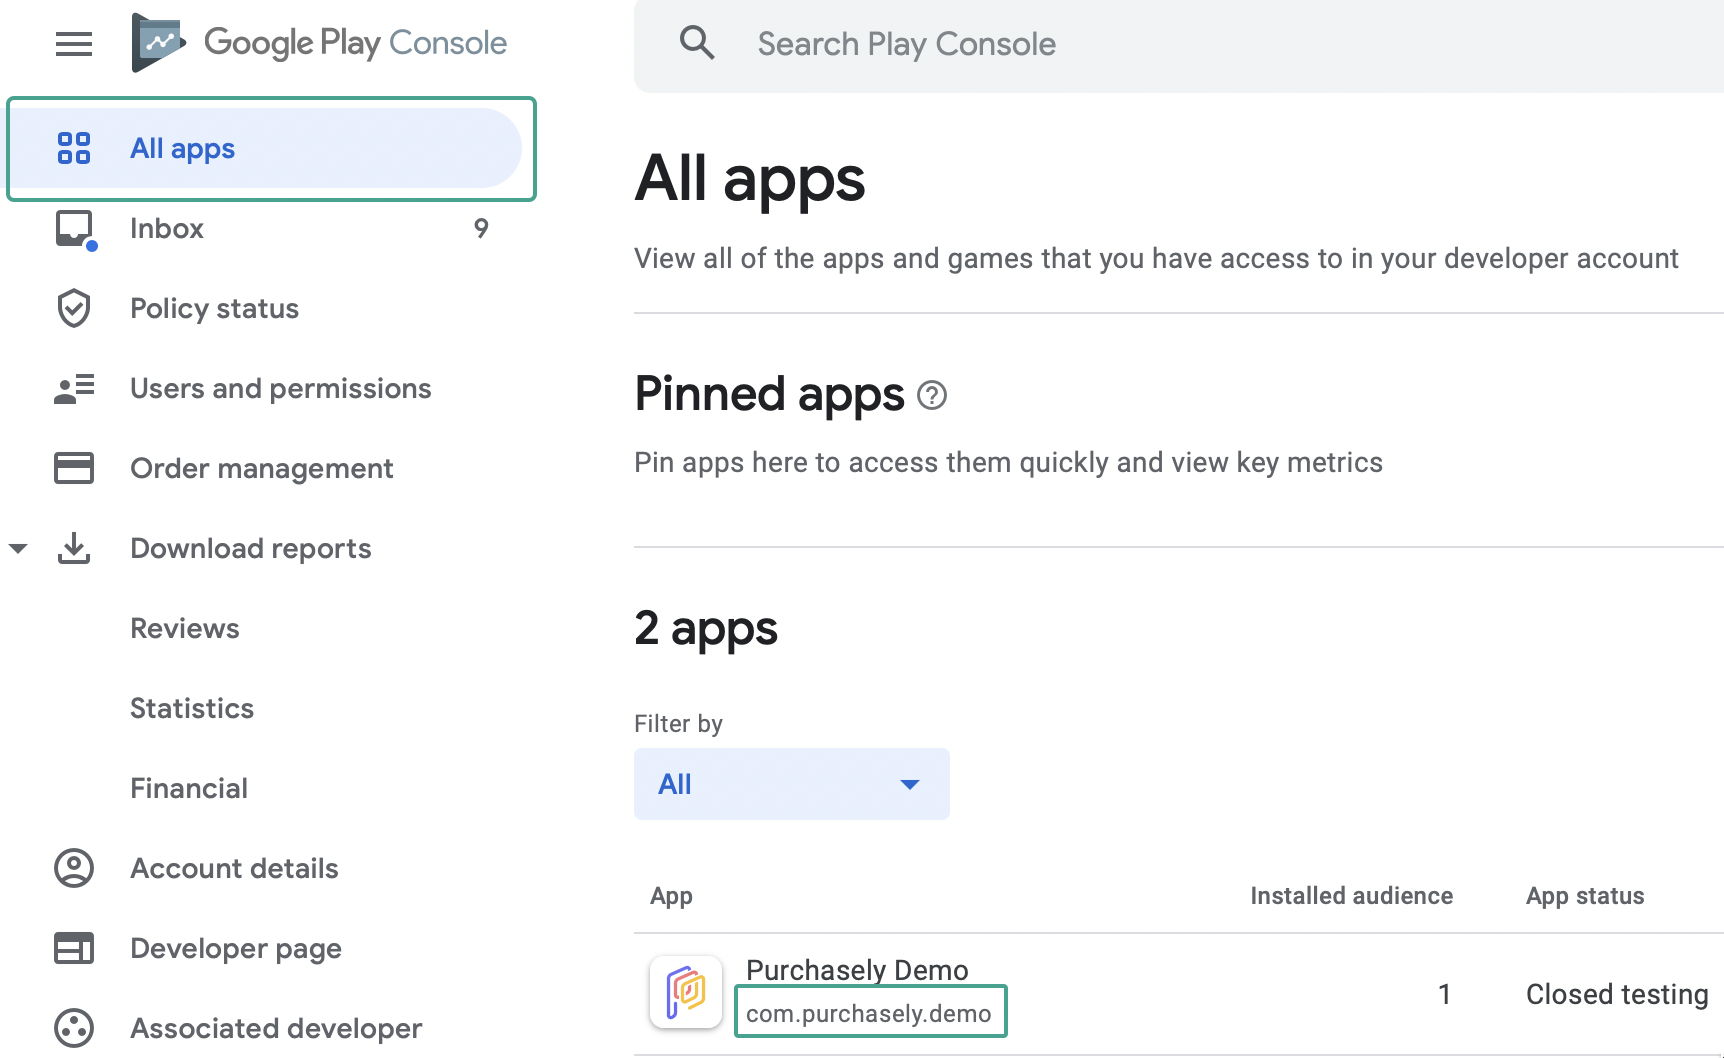 Google Play Console
Search Play Console
All apps
Inbox 9
Policy status
Users and permissions
Order management
Download reports
Reviews
Statistics
Financial
Account details
Developer page
Associated developer
All apps
View all of the apps and games that you have access to in your developer account
Pinned apps ?
Pin apps here to access them quickly and view key metrics
2 apps
Filter by
All
App Installed audience App status
Purchasely Demo
com.purchasely.demo
1 Closed testing